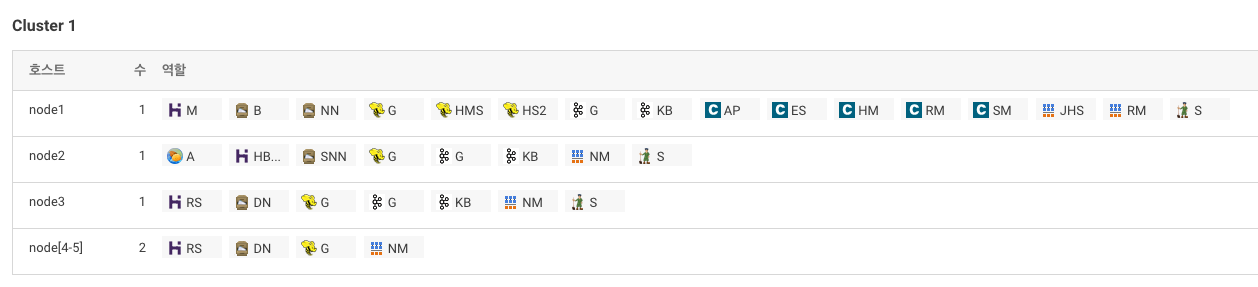 Cluster 1
호스트 수 역할
node1 1 M B NN G HMS HS2 G KB AP ES HM RM SM JHS RM S
node2 1 A HB... SNN G G KB NM S
node3 1 RS DN G G KB NM S
node[4-5] 2 RS DN G NM